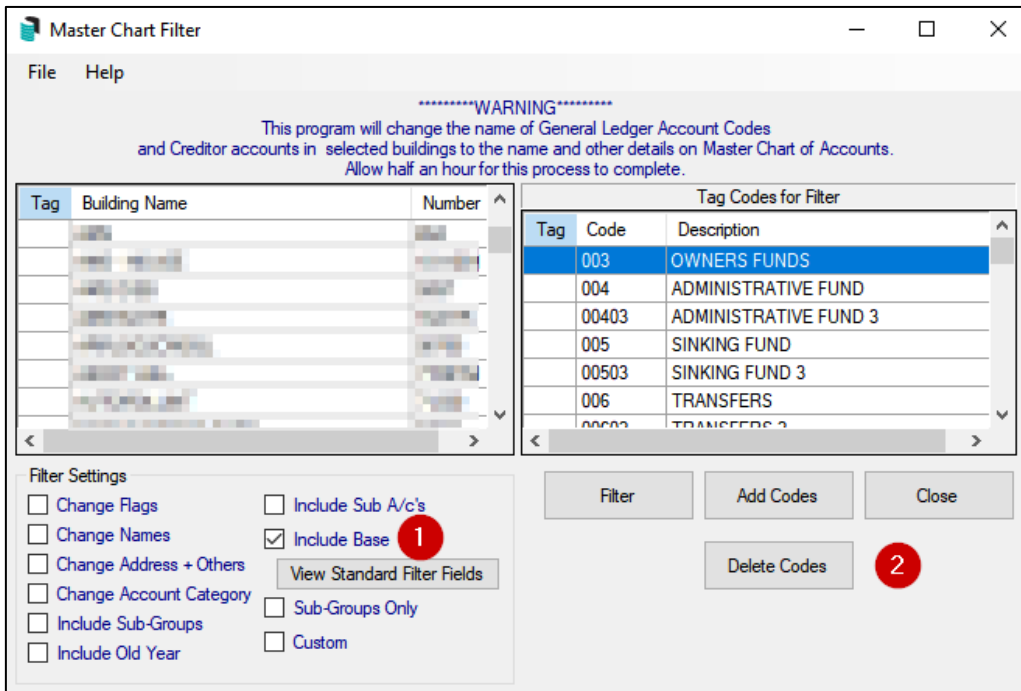 Master Chart Filter
File Help
*********WARNING*********
This program will change the name of General Ledger Account Codes
and Creditor accounts in selected buildings to the name and other details on Master Chart of Accounts.
Allow half an hour for this process to complete.
Tag Building Name Number
Tag Codes for Filter
Tag Code Description
003 OWNERS FUNDS
004 ADMINISTRATIVE FUND
00403 ADMINISTRATIVE FUND 3
005 SINKING FUND
00503 SINKING FUND 3
006 TRANSFERS
Filter Settings
Change Flags
Change Names
Change Address + Others
Change Account Category
Include Sub-Groups
Include Old Year
Include Sub A/c's
Include Base 1
View Standard Filter Fields
Sub-Groups Only
Custom
Filter Add Codes Close
Delete Codes 2